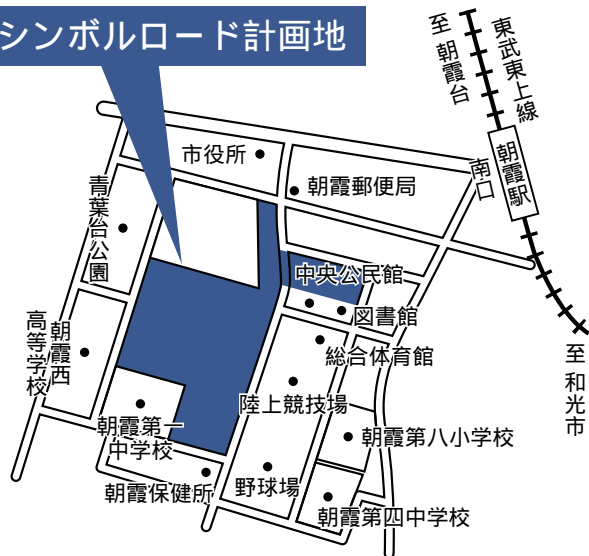 シンボルロード計画地
至 朝霞台
東武東上線
朝霞駅
南口
市役所
朝霞郵便局
青葉台公園
中央公民館
図書館
総合体育館
朝霞西
高等学校
陸上競技場
朝霞第一
中学校
朝霞第八小学校
朝霞保健所
野球場
朝霞第四中学校
至 和光市